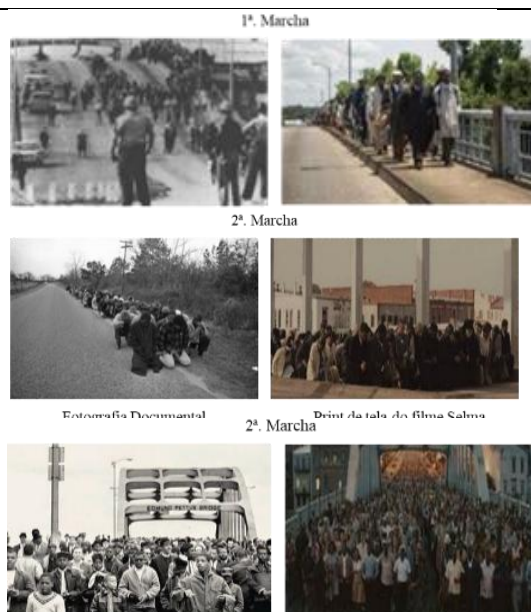 1ª. Marcha
2ª. Marcha
Fotografia Documental
Print de tela do filme Selma
2ª. Marcha
EDMUND PETTUS BRIDGE